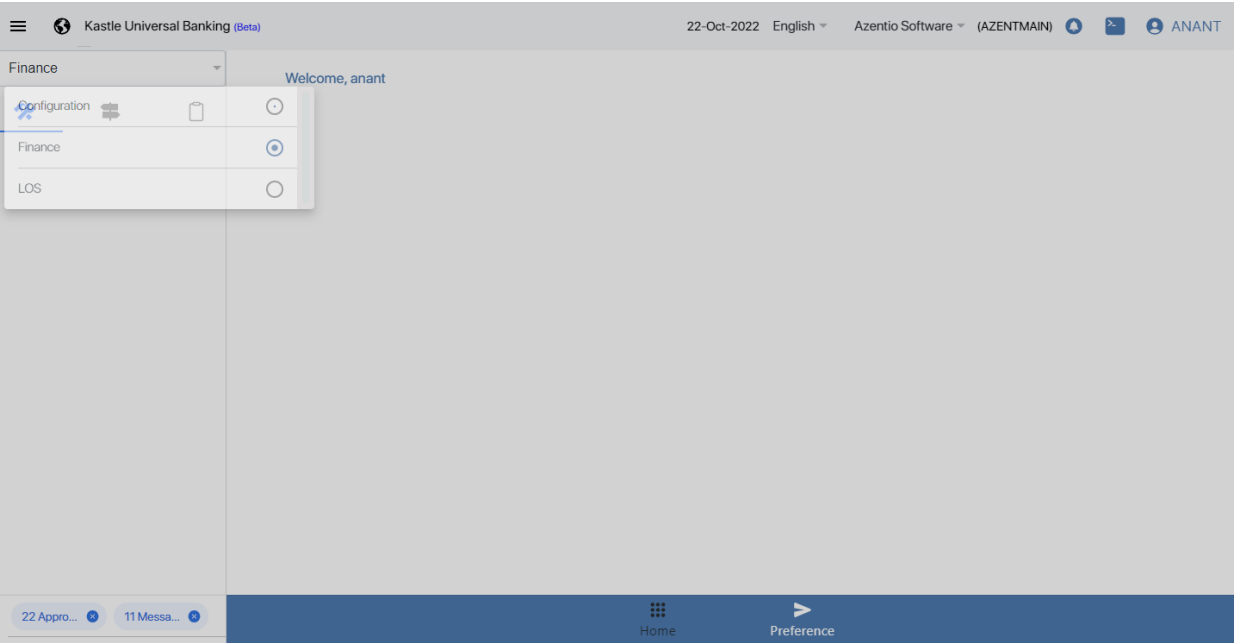 Kastle Universal Banking (Beta) 22-Oct-2022 English Azentio Software (AZENTMAIN) ANANT
Finance
Welcome, anant
Configuration
Finance
LOS
22 Appro... 11 Messa...
Home Preference